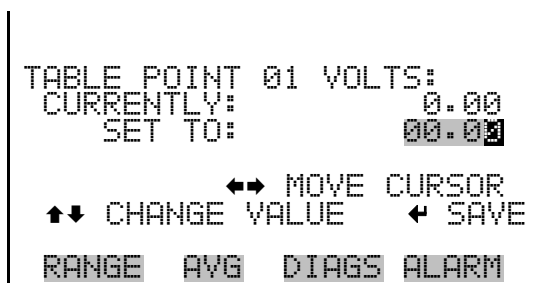 TABLE POINT 01 VOLTS:
CURRENTLY: 0.00
SET TO: 00.00
⬅➡ MOVE CURSOR
⬆⬇ CHANGE VALUE ↵ SAVE
RANGE AVG DIAGS ALARM